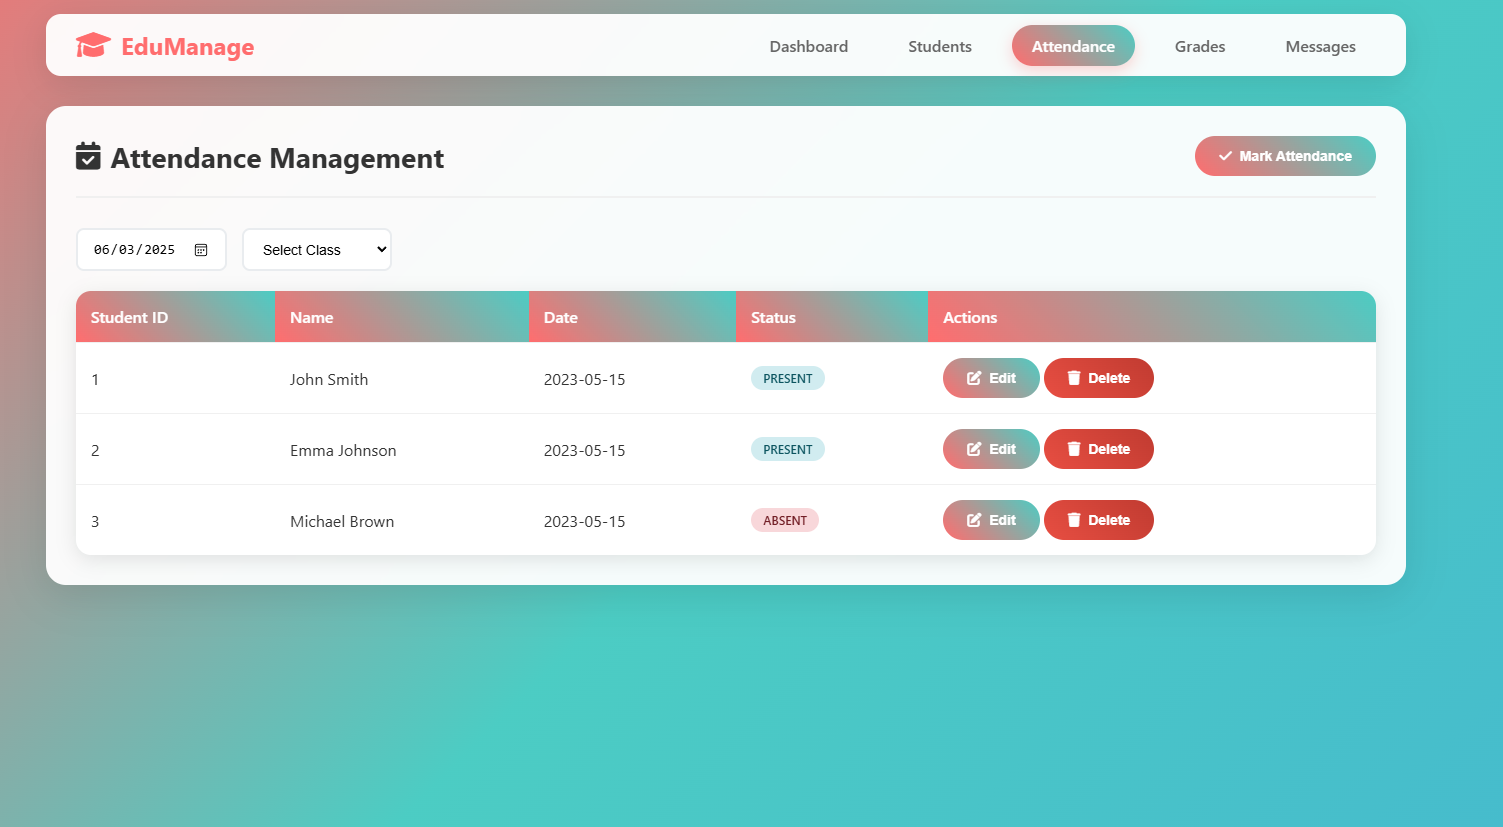 EduManage
Dashboard Students Attendance Grades Messages
Attendance Management
Mark Attendance
06/03/2025 Select Class
Student ID Name Date Status Actions
1 John Smith 2023-05-15 PRESENT Edit Delete
2 Emma Johnson 2023-05-15 PRESENT Edit Delete
3 Michael Brown 2023-05-15 ABSENT Edit Delete